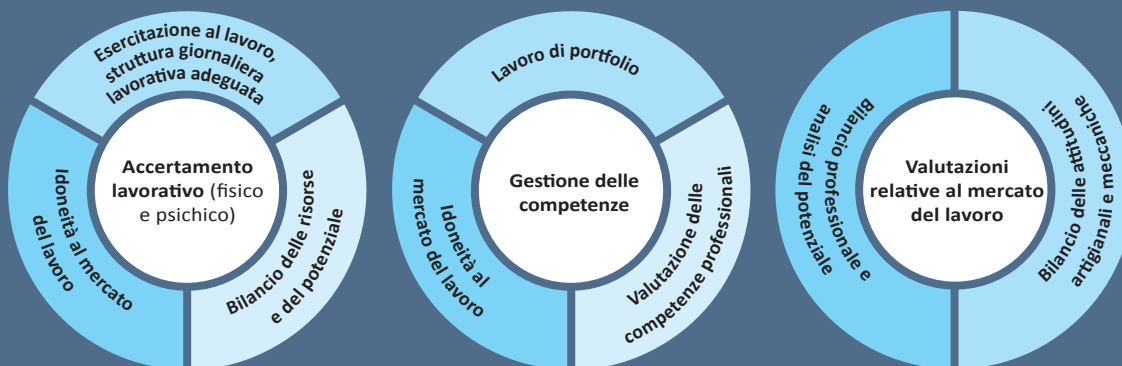 Esercitazione al lavoro,
struttura giornaliera
lavorativa adeguata
Accertamento
lavorativo (fisico
e psichico)
Idoneità al mercato
del lavoro
Bilancio delle risorse
e del potenziale
Lavoro di portfolio
Gestione delle
competenze
Idoneità al
mercato del lavoro
Valutazione delle
competenze professionali
Bilancio professionale e
analisi del potenziale
Valutazioni
relative al mercato
del lavoro
Bilancio delle attitudini
artigianali e meccaniche